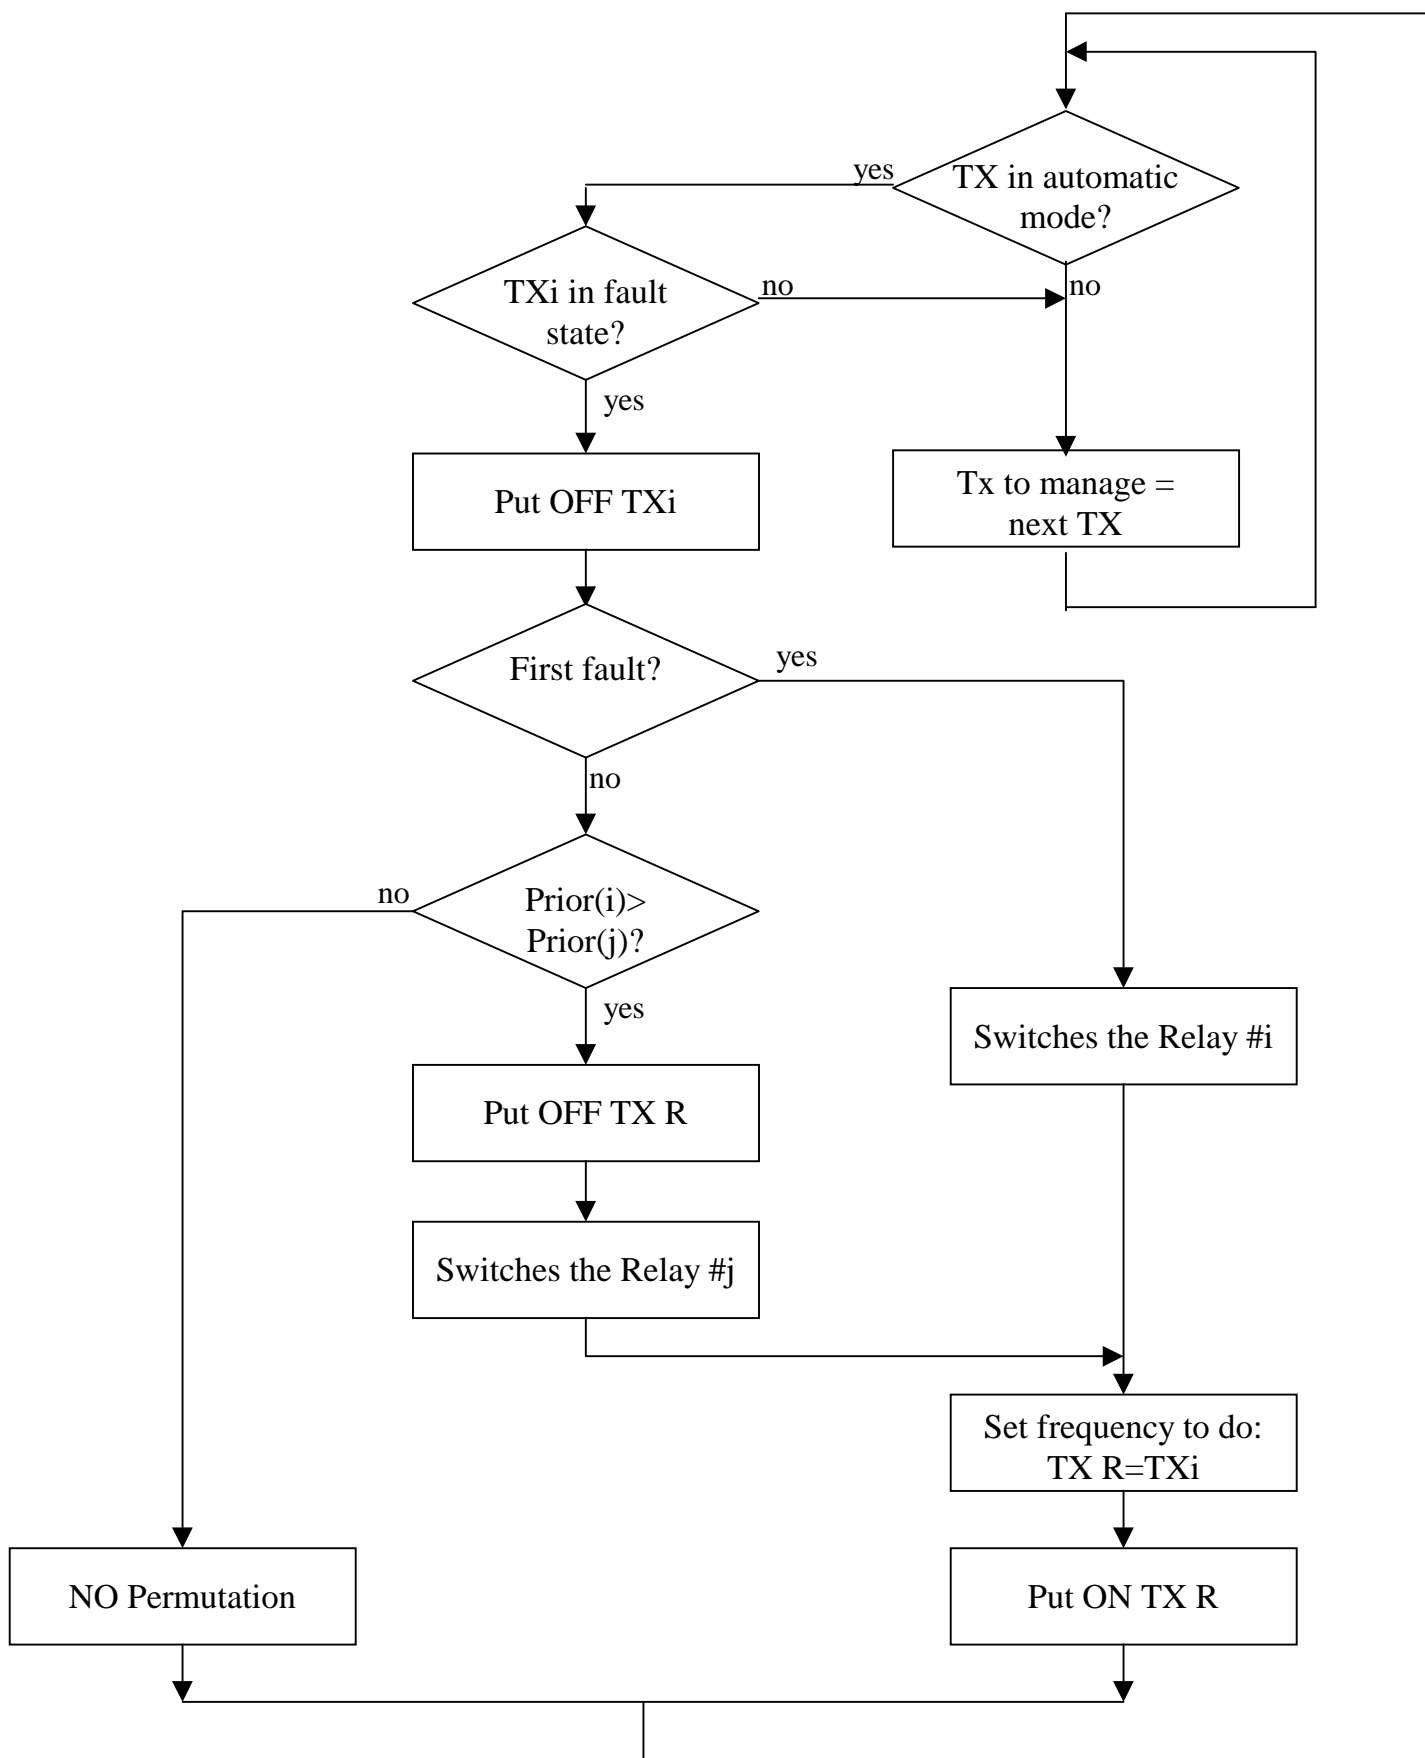 yes
TX in automatic
mode?
TXi in fault
state?
no
no
yes
Put OFF TXi
Tx to manage =
next TX
First fault?
yes
no
no
Prior(i)>
Prior(j)?
yes
Switches the Relay #i
Put OFF TX R
Switches the Relay #j
Set frequency to do:
TX R=TXi
NO Permutation
Put ON TX R